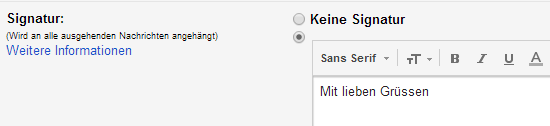 Signatur:
(Wird an alle ausgehenden Nachrichten angehängt)
Weitere Informationen
Keine Signatur
Sans Serif T B I U A
Mit lieben Grüssen